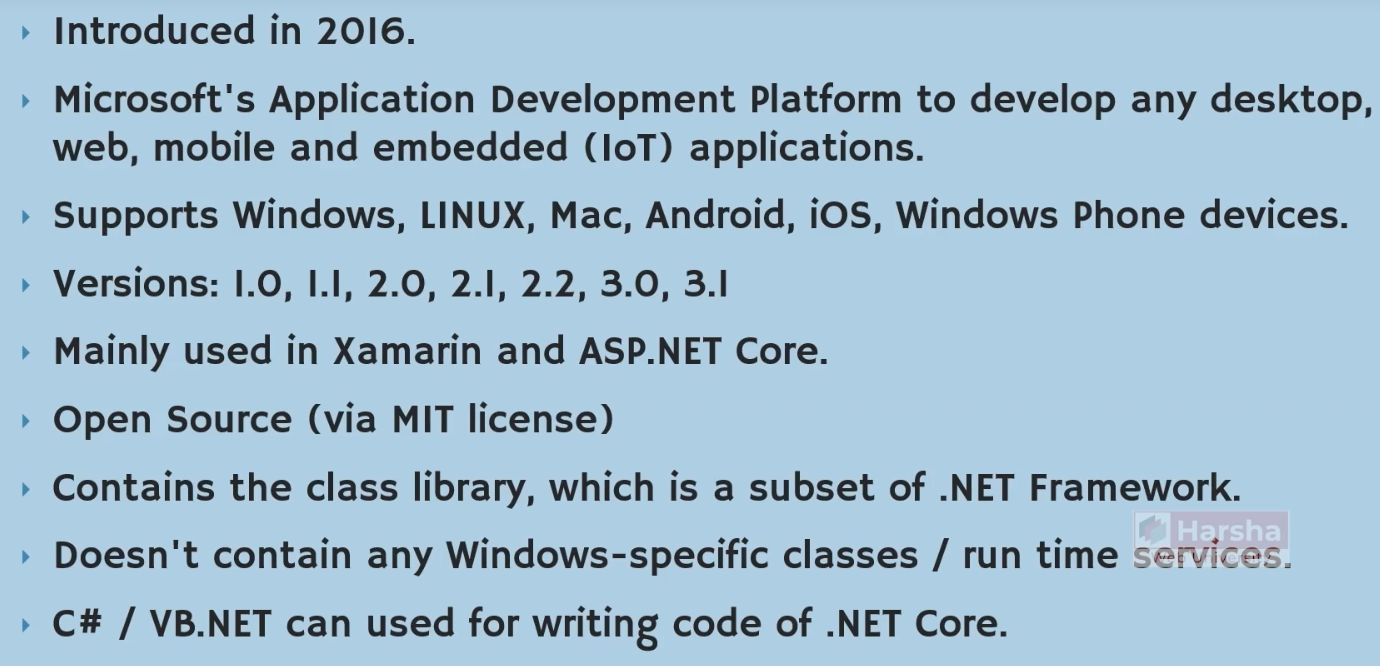 Introduced in 2016.
Microsoft's Application Development Platform to develop any desktop,
web, mobile and embedded (IoT) applications.
Supports Windows, LINUX, Mac, Android, iOS, Windows Phone devices.
Versions: 1.0, 1.1, 2.0, 2.1, 2.2, 3.0, 3.1
Mainly used in Xamarin and ASP.NET Core.
Open Source (via MIT license)
Contains the class library, which is a subset of .NET Framework.
Harsha
Doesn't contain any Windows-specific classes / run time services.
Web University
C# / VB.NET can used for writing code of .NET Core.